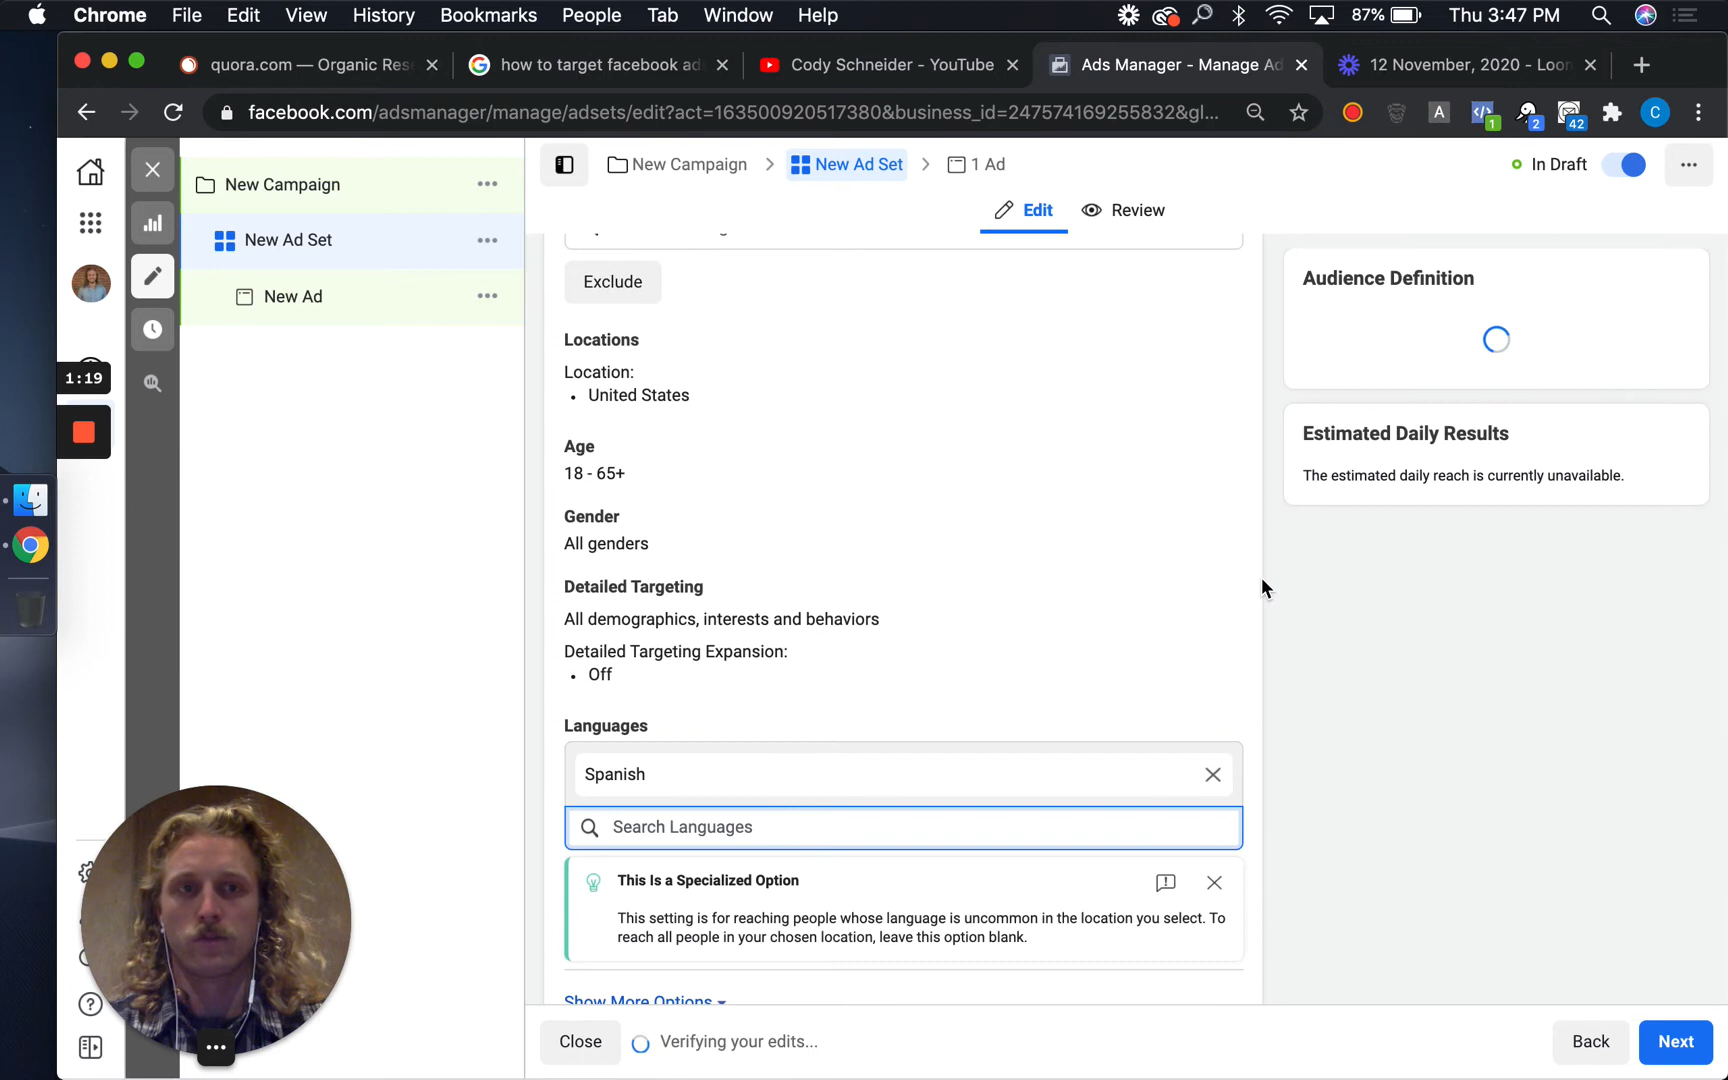 Chrome File Edit View History Bookmarks People Tab Window Help 87% Thu 3:47 PM
quora.com — Organic Res
how to target facebook ad
Cody Schneider - YouTube
Ads Manager - Manage Ad
12 November, 2020 - Loom
facebook.com/adsmanager/manage/adsets/edit?act=163500920517380&business_id=247574169255832&gl...
A
1
2
42
C
New Campaign
New Ad Set
New Ad
New Campaign > New Ad Set > 1 Ad
In Draft
Edit
Review
1:19
Exclude
Locations
Location:
• United States
Age
18 - 65+
Gender
All genders
Detailed Targeting
All demographics, interests and behaviors
Detailed Targeting Expansion:
• Off
Languages
Spanish
Search Languages
This Is a Specialized Option
This setting is for reaching people whose language is uncommon in the location you select. To
reach all people in your chosen location, leave this option blank.
Show More Options
Audience Definition
Estimated Daily Results
The estimated daily reach is currently unavailable.
Close
Verifying your edits...
Back
Next